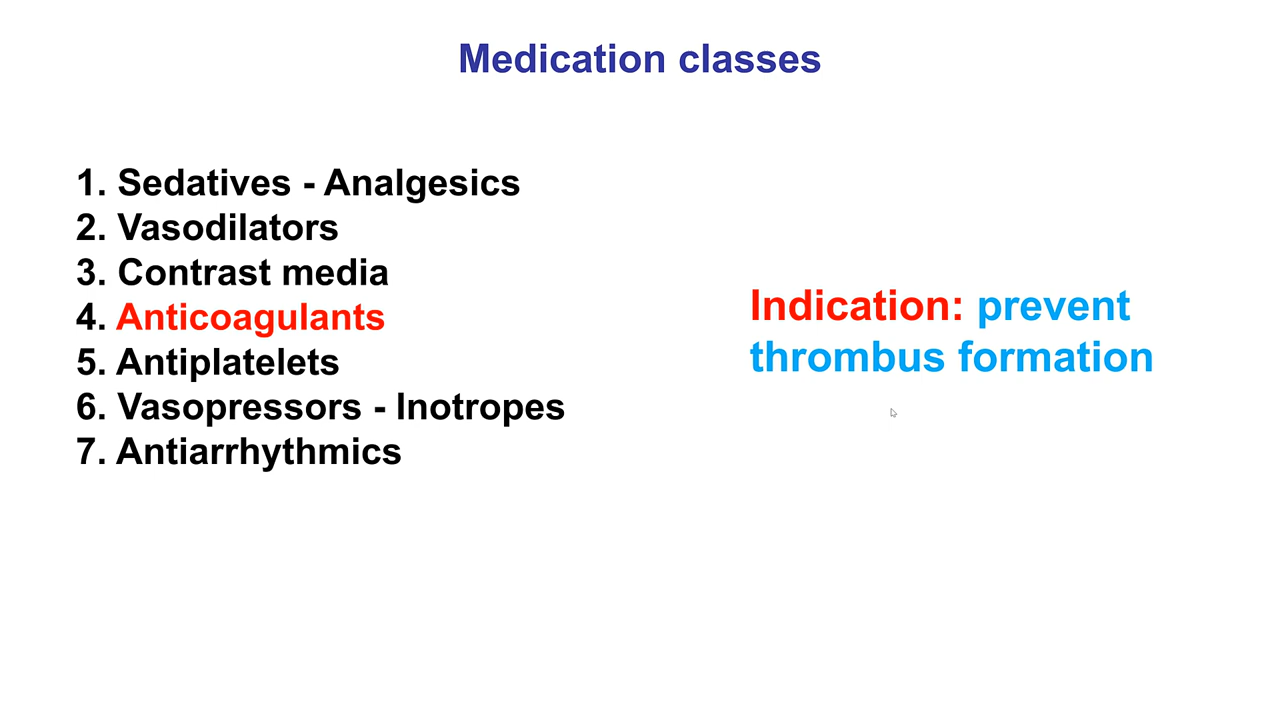 Medication classes
1. Sedatives - Analgesics
2. Vasodilators
3. Contrast media
4. Anticoagulants
5. Antiplatelets
6. Vasopressors - Inotropes
7. Antiarrhythmics
Indication: prevent
thrombus formation